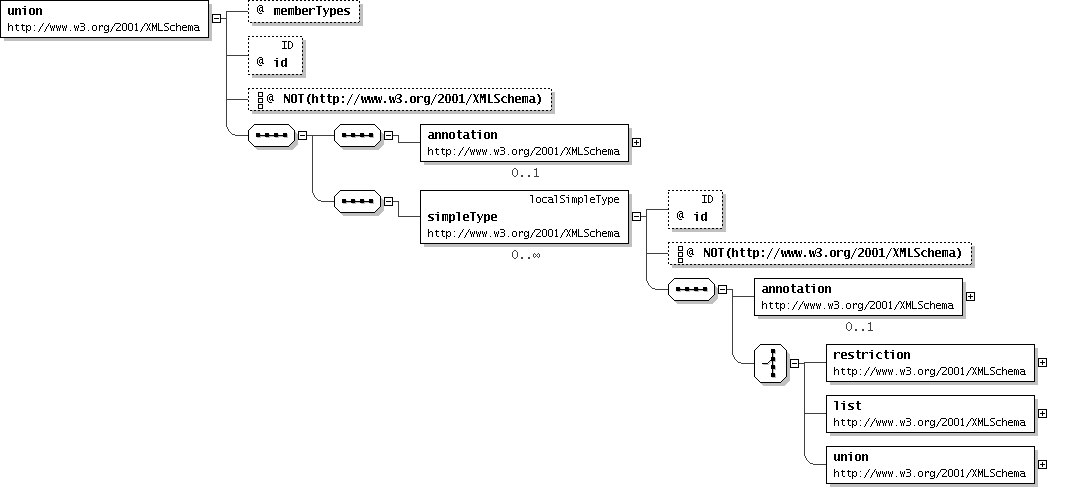 union
http://www.w3.org/2001/XMLSchema
@ memberTypes
ID
@ id
@ NOT(http://www.w3.org/2001/XMLSchema)
annotation
http://www.w3.org/2001/XMLSchema
0..1
localSimpleType
simpleType
http://www.w3.org/2001/XMLSchema
0..∞
ID
@ id
@ NOT(http://www.w3.org/2001/XMLSchema)
annotation
http://www.w3.org/2001/XMLSchema
0..1
restriction
http://www.w3.org/2001/XMLSchema
list
http://www.w3.org/2001/XMLSchema
union
http://www.w3.org/2001/XMLSchema